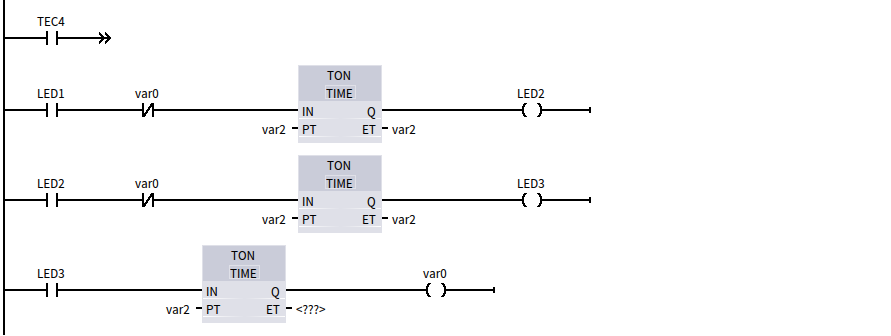 TEC4
LED1 var0 TON TIME LED2
IN Q
var2 PT ET var2
LED2 var0 TON TIME LED3
IN Q
var2 PT ET var2
LED3 TON TIME var0
IN Q
var2 PT ET <???>